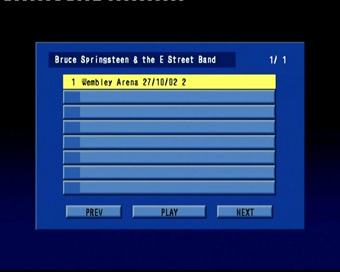 Bruce Springsteen & the E Street Band 1/ 1
1 Wembley Arena 27/10/02 2
PREV PLAY NEXT